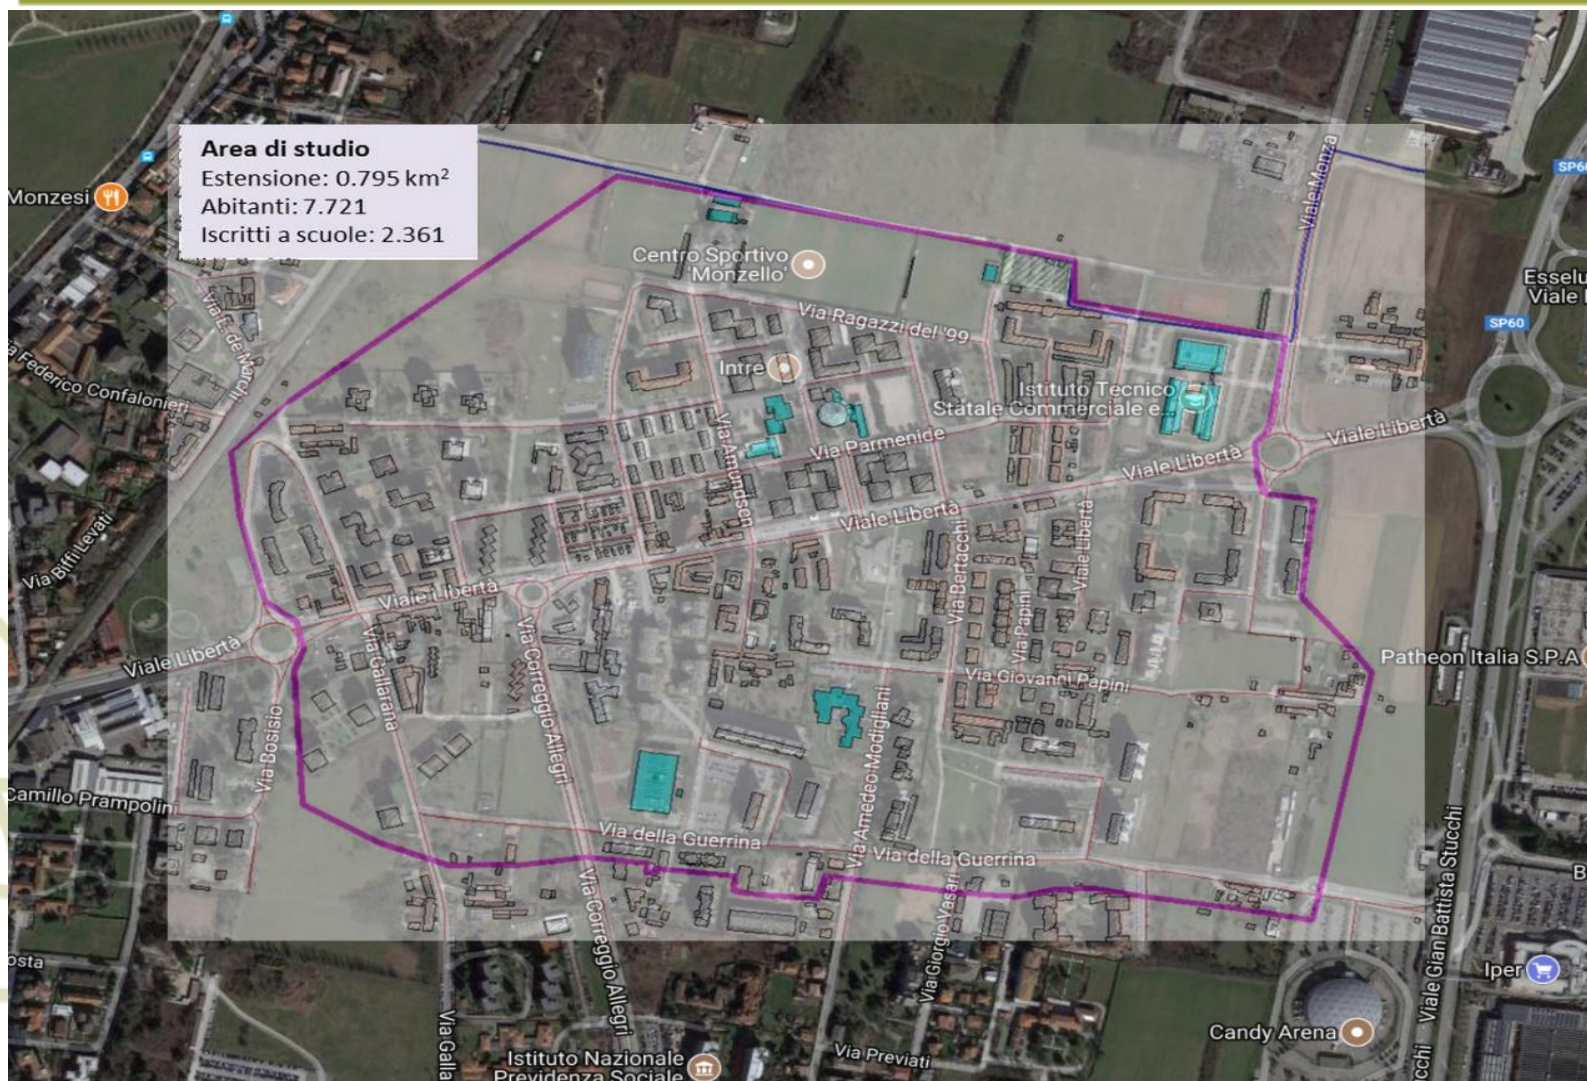 Area di studio
Estensione: 0.795 km²
Abitanti: 7.721
Iscritti a scuole: 2.361
Monzesi
Viale Monza
SP60
Esselu
Viale
SP60
Centro Sportivo
'Monzello'
Via Ragazzi del '99
Via E. de Marchi
Via Federico Confalonieri
Intre
Istituto Tecnico
Statale Commerciale e...
Via Amundsen
Via Parmenide
Viale Libertà
Viale Libertà
Viale Libertà
Via Biffi Levati
Via Bertacchi
Viale Libertà
Viale Libertà
Viale Libertà
Via Gallarana
Via Correggio Allegri
Via Papini
Via Giovanni Papini
Patheon Italia S.P.A
Via Bosisio
Via Amedeo Modigliani
Camillo Prampolini
Via della Guerrina
Via della Guerrina
Viale Gian Battista Stucchi
Via Correggio Allegri
Via Giorgio Vasari
osta
Iper
Candy Arena
Via Galla
Istituto Nazionale
Previdenza Sociale
Via Previati
cchi